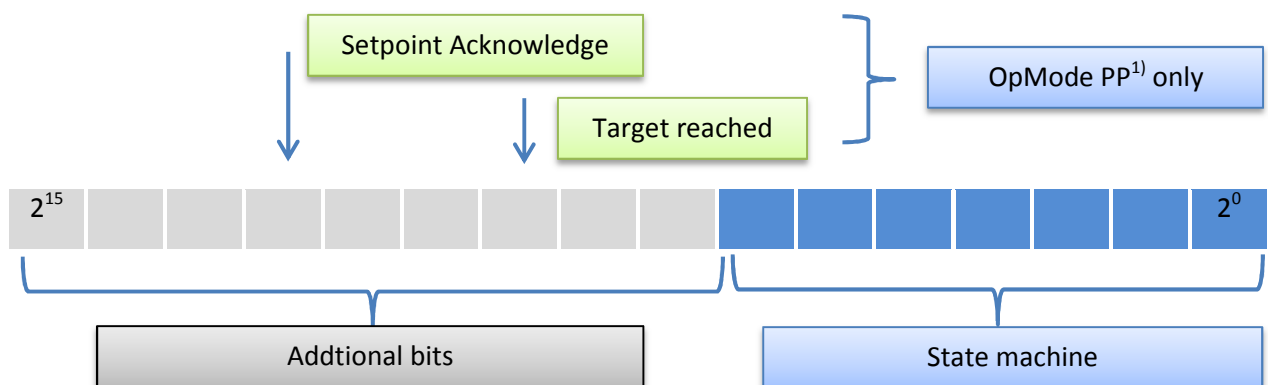 Setpoint Acknowledge
OpMode PP¹⁾ only
Target reached
2¹⁵
2⁰
Addtional bits
State machine